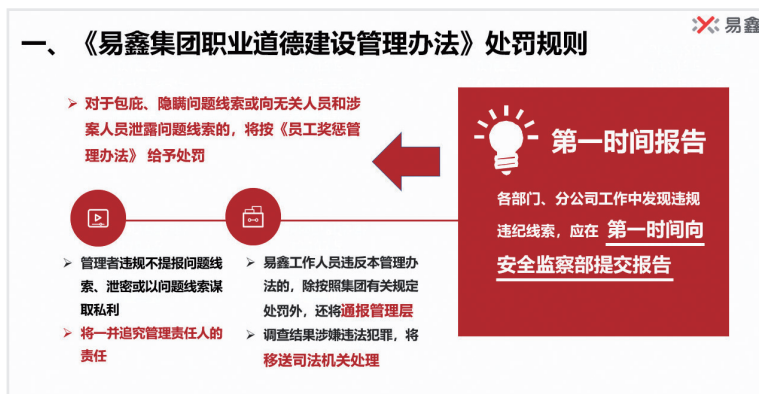 一、《易鑫集团职业道德建设管理办法》处罚规则
易鑫
➢ 对于包庇、隐瞒问题线索或向无关人员和涉
案人员泄露问题线索的，将按《员工奖惩管
理办法》 给予处罚
第一时间报告
各部门、分公司工作中发现违规
违纪线索，应在 第一时间向
安全监察部提交报告
➢ 管理者违规不提报问题线
索、泄密或以问题线索谋
取私利
➢ 将一并追究管理责任人的
责任
➢ 易鑫工作人员违反本管理办
法的，除按照集团有关规定
处罚外，还将通报管理层
➢ 调查结果涉嫌违法犯罪，将
移送司法机关处理